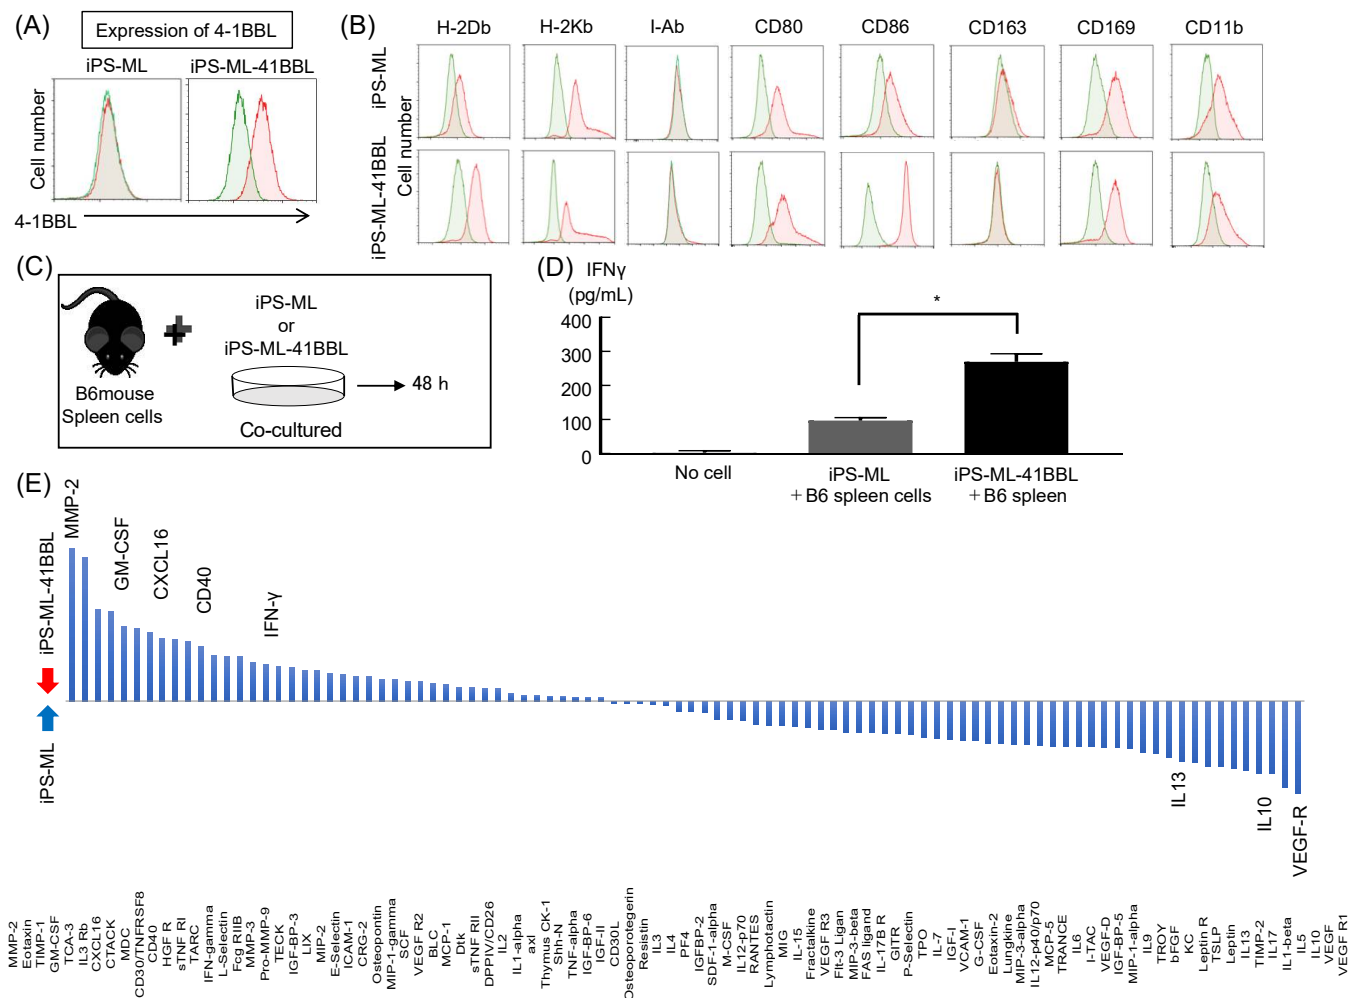 (A)
Expression of 4-1BBL
iPS-ML
iPS-ML-41BBL
Cell number
4-1BBL
(B)
H-2Db
H-2Kb
I-Ab
CD80
CD86
CD163
CD169
CD11b
iPS-ML
iPS-ML-41BBL
Cell number
(C)
B6mouse
Spleen cells
iPS-ML
or
iPS-ML-41BBL
48 h
Co-cultured
(D)
IFNγ
(pg/mL)
400
300
200
100
0
*
No cell
iPS-ML
+ B6 spleen cells
iPS-ML-41BBL
+ B6 spleen
(E)
iPS-ML-41BBL
iPS-ML
MMP-2
GM-CSF
CXCL16
CD40
IFN-γ
IL13
IL10
VEGF-R
MMP-2
Eotaxin
TIMP-1
GM-CSF
TCA-3
IL3 Rb
CXCL16
CTACK
MDC
CD30/TNFRSF8
CD40
HGF R
sTNF RI
TARC
IFN-gamma
L-Selectin
Fcg RIIB
MMP-3
Pro-MMP-9
TECK
IGF-BP-3
LIX
MIP-2
E-Selectin
ICAM-1
CRG-2
Osteopontin
MIP-1-gamma
SCF
VEGF R2
BLC
MCP-1
Dtk
sTNF RII
DPPIV/CD26
IL2
IL1-alpha
axl
Thymus CK-1
Shh-N
TNF-alpha
IGF-BP-6
IGF-II
CD30L
Osteoporotegerin
Resistin
IL3
IL4
PF4
IGFBP-2
SDF-1-alpha
M-CSF
IL12-p70
RANTES
Lymphotactin
MIG
IL-15
Fractalkine
VEGF R3
Flt-3 Ligan
MIP-3-beta
FAS ligand
IL-17B R
GITR
P-Selectin
TPO
IL-7
IGF-I
VCAM-1
G-CSF
Eotaxin-2
Lungkine
MIP-3-alpha
IL12-p40/p70
MCP-5
TRANCE
IL6
I-TAC
VEGF-D
IGF-BP-5
MIP-1-alpha
IL9
TROY
bFGF
KC
Leptin R
TSLP
Leptin
IL13
TIMP-2
IL17
IL1-beta
IL5
IL10
VEGF
VEGF R1